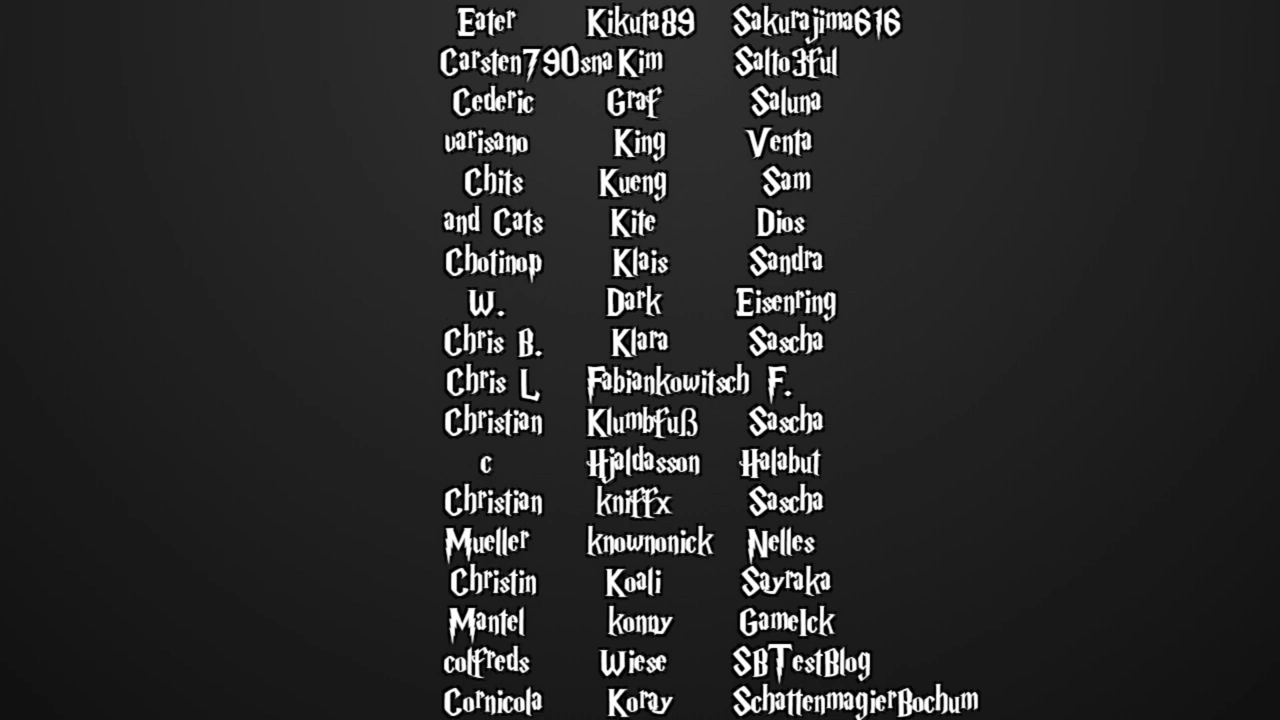 Eater Kikuta89 Sakurajima616
Carsten790sna Kim Salto3ful
Cederic Graf Saluna
varisano King Venta
Chits Kueng Sam
and Cats Kite Dios
Chotinop Klais Sandra
W. Dark Eisenring
Chris B. Klara Sascha
Chris L Fabiankowitsch F.
Christian Klumbfuß Sascha
c Hjaldasson Halabut
Christian kniffx Sascha
Mueller knownonick Nelles
Christin Koali Sayraka
Mantel konny GameIck
colfreds Wiese SBTestBlog
Cornicola Koray SchattenmagierBochum